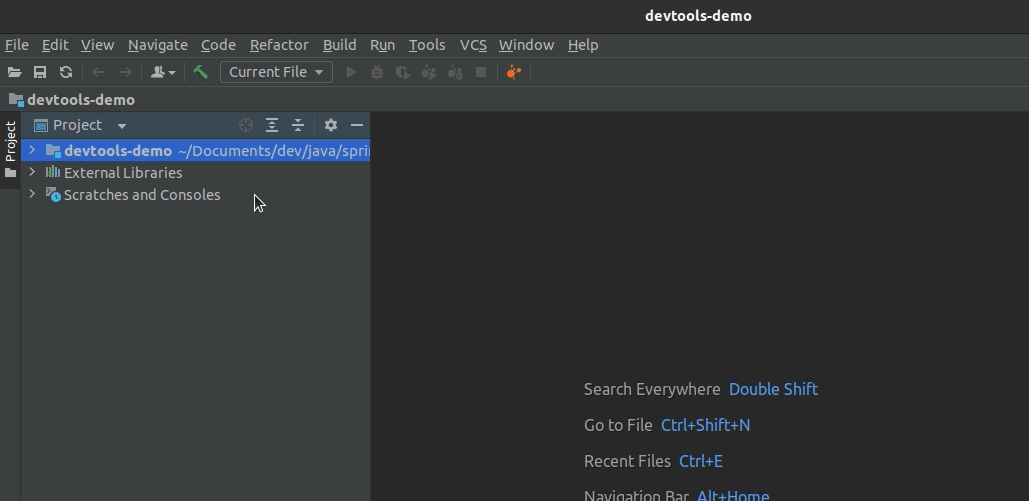 devtools-demo
File Edit View Navigate Code Refactor Build Run Tools VCS Window Help
Current File
devtools-demo
Project
Project
devtools-demo ~/Documents/dev/java/spri
External Libraries
Scratches and Consoles
Search Everywhere Double Shift
Go to File Ctrl+Shift+N
Recent Files Ctrl+E
Navigation Bar Alt+Home